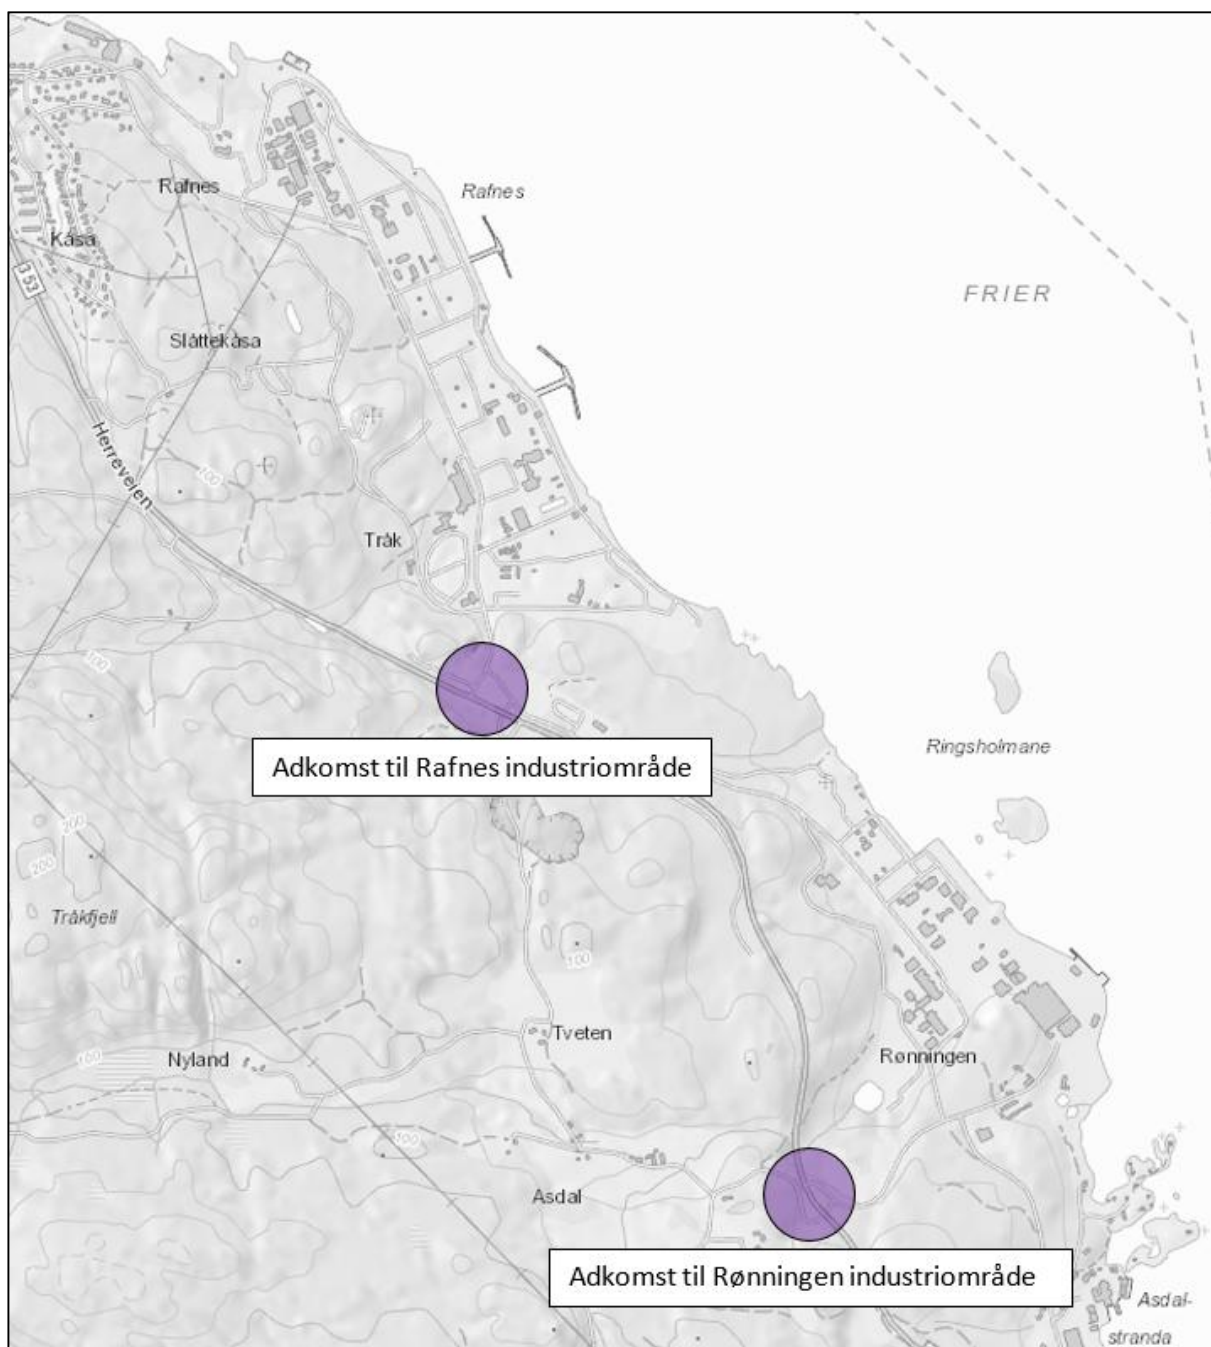 Rafnes
Rafnes
Kåsa
353
FRIER
Slåttekåsa
Herreveien
100
Tråk
100
Adkomst til Rafnes industriområde
Ringsholmane
200
200
Tråkfjell
100
Tveten
Nyland
100
Rønningen
100
Asdal
Adkomst til Rønningen industriområde
Asdal-
stranda